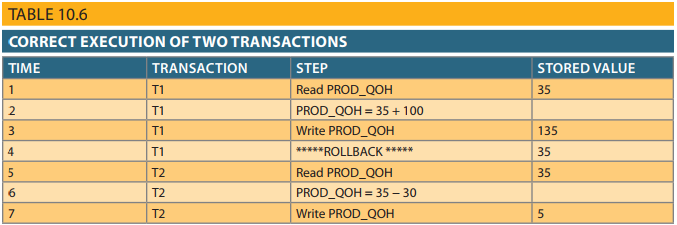 TABLE 10.6
CORRECT EXECUTION OF TWO TRANSACTIONS
TIME TRANSACTION STEP STORED VALUE
1 T1 Read PROD_QOH 35
2 T1 PROD_QOH = 35 + 100
3 T1 Write PROD_QOH 135
4 T1 *****ROLLBACK ***** 35
5 T2 Read PROD_QOH 35
6 T2 PROD_QOH = 35 − 30
7 T2 Write PROD_QOH 5